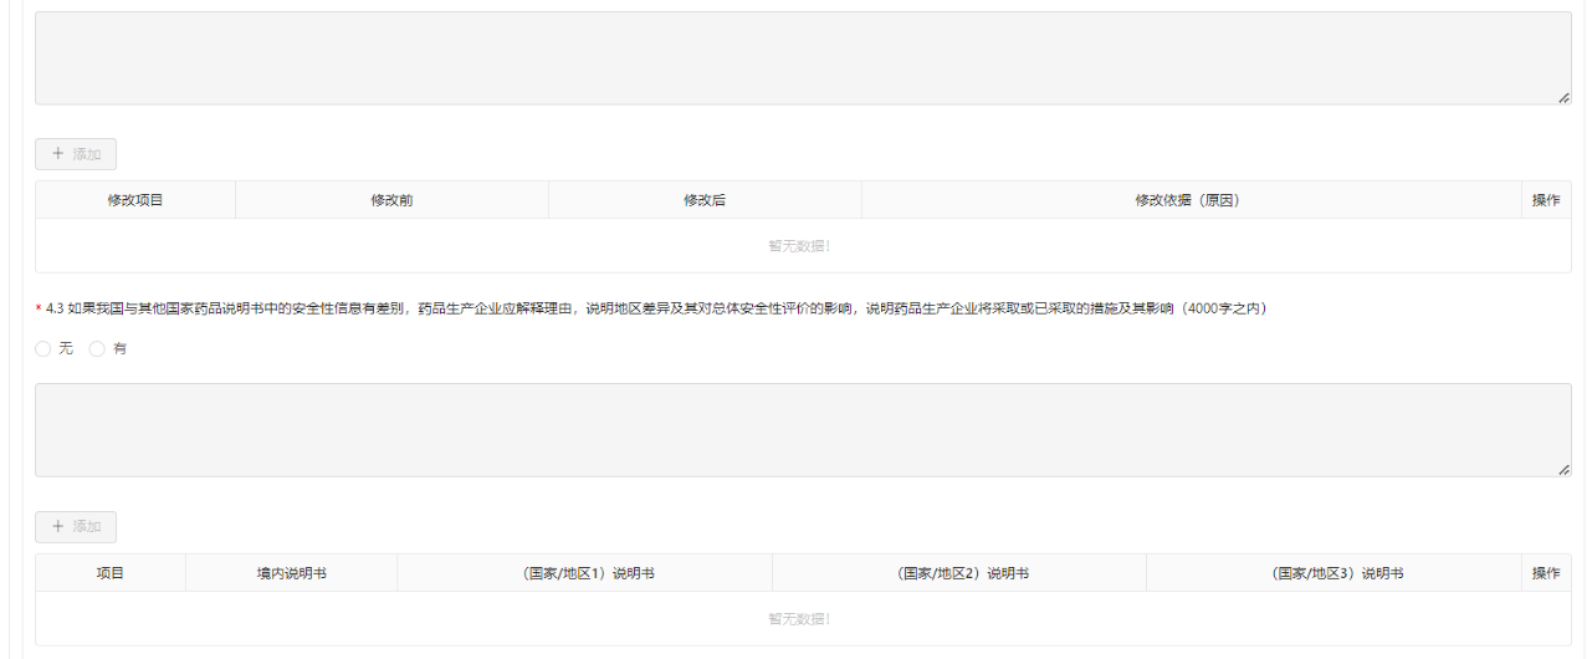 + 添加
修改项目 修改前 修改后 修改依据（原因） 操作
暂无数据!
* 4.3 如果我国与其他国家药品说明书中的安全性信息有差别，药品生产企业应解释理由，说明地区差异及其对总体安全性评价的影响，说明药品生产企业将采取或已采取的措施及其影响（4000字之内）
无 有
+ 添加
项目 境内说明书 （国家/地区1）说明书 （国家/地区2）说明书 （国家/地区3）说明书 操作
暂无数据!